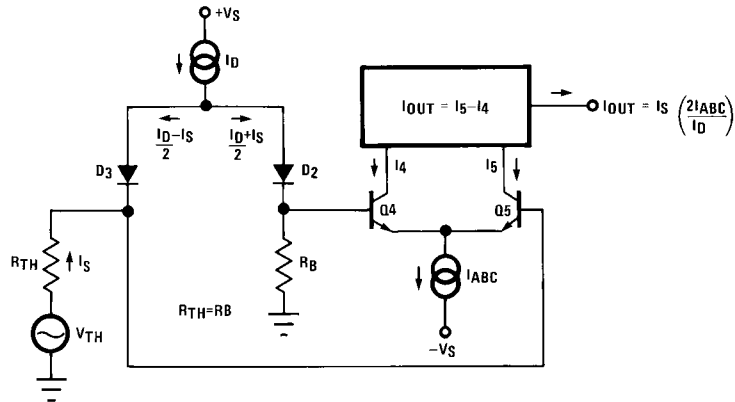 +VS
ID
ID/2 – IS
ID/2 + IS
D3
D2
IOUT = I5 – I4
IOUT = IS (2IABC/ID)
I4
I5
Q4
Q5
RTH
IS
RB
IABC
RTH=RB
VTH
–VS